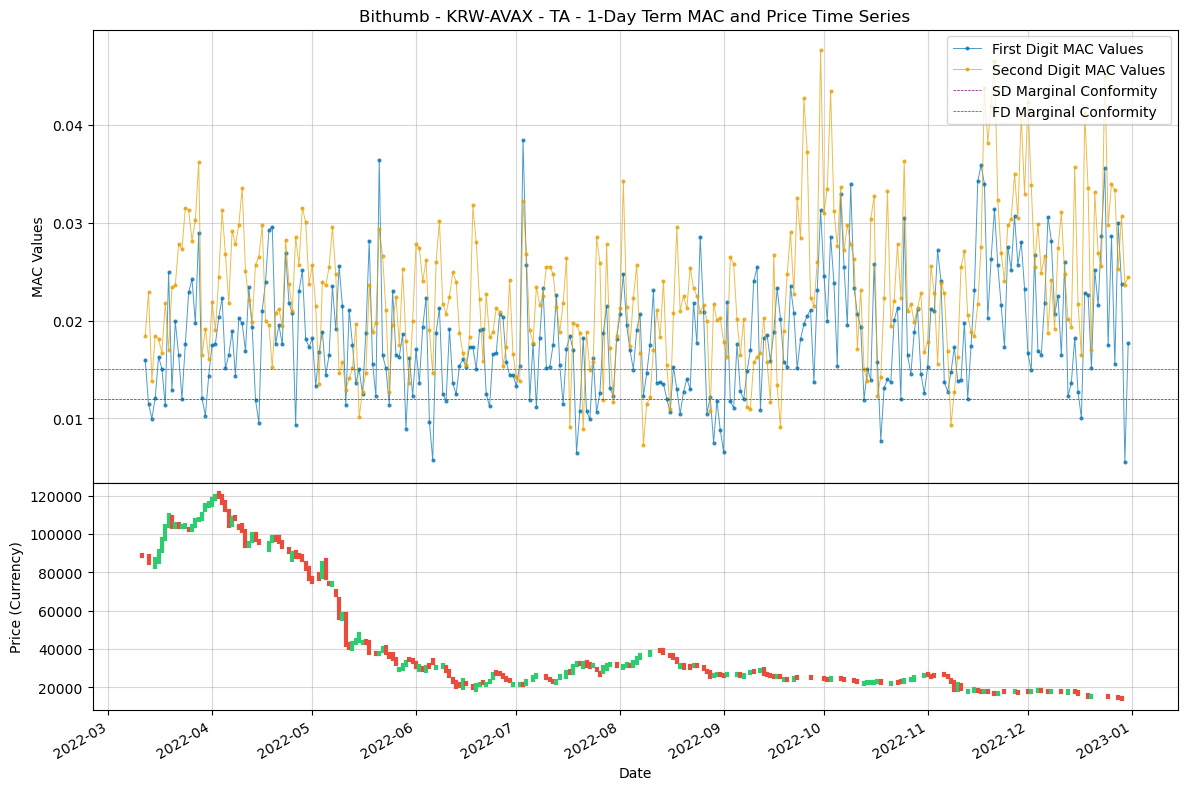 Bithumb - KRW-AVAX - TA - 1-Day Term MAC and Price Time Series
First Digit MAC Values
Second Digit MAC Values
SD Marginal Conformity
FD Marginal Conformity
MAC Values
0.04
0.03
0.02
0.01
Price (Currency)
120000
100000
80000
60000
40000
20000
2022-03
2022-04
2022-05
2022-06
2022-07
2022-08
2022-09
2022-10
2022-11
2022-12
2023-01
Date